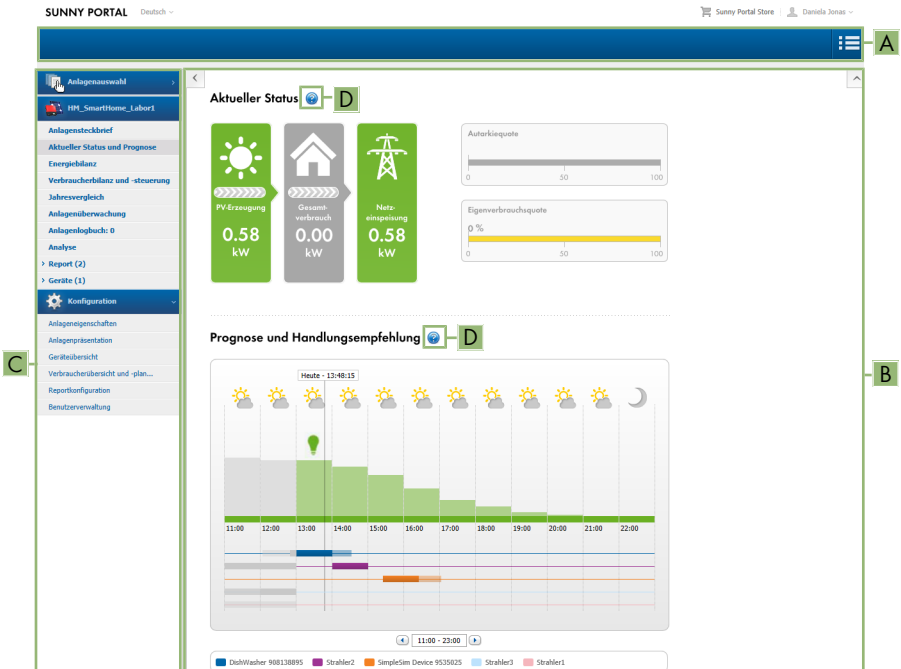 SUNNY PORTAL Deutsch
Sunny Portal Store Daniela Jonas
A
Anlagenauswahl
HM_SmartHome_Labor1
Anlagensteckbrief
Aktueller Status und Prognose
Energiebilanz
Verbraucherbilanz und -steuerung
Jahresvergleich
Anlagenüberwachung
Anlagenlogbuch: 0
Analyse
Report (2)
Geräte (1)
Konfiguration
Anlageneigenschaften
Anlagenpräsentation
Geräteübersicht
Verbraucherübersicht und -plan...
Reportkonfiguration
Benutzerverwaltung
C
Aktueller Status ? D
PV-Erzeugung
0.58
kW
Gesamt-
verbrauch
0.00
kW
Netz-
einspeisung
0.58
kW
Autarkiequote
0 50 100
Eigenverbrauchsquote
0 %
0 50 100
Prognose und Handlungsempfehlung ? D
B
Heute - 13:48:15
11:00 12:00 13:00 14:00 15:00 16:00 17:00 18:00 19:00 20:00 21:00 22:00
11:00 - 23:00
DishWasher 908138895 Strahler2 SimpleSim Device 9535025 Strahler3 Strahler1